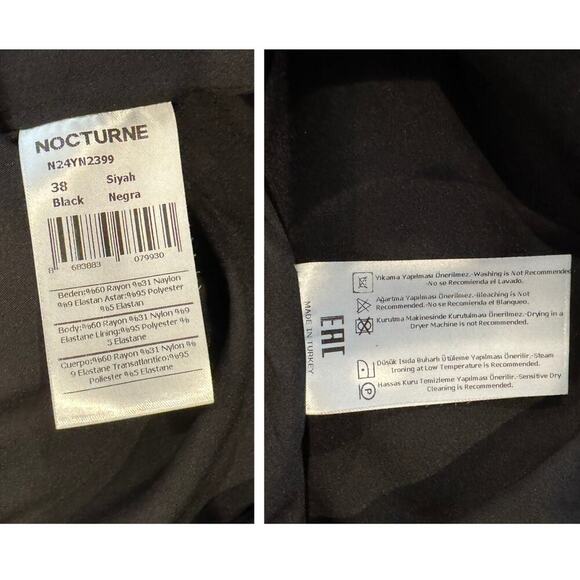 NOCTURNE
N24YN2399
38 Siyah
Black Negra
8 683883 079930
Beden:%60 Rayon %31 Naylon
%9 Elastan Astar:%95 Polyester
%5 Elastan
Body:%60 Rayon %31 Nylon %9
Elastane Lining:%95 Polyester %
5 Elastane
Cuerpo:%60 Rayon %31 Nylon %
9 Elastane Transatlantico:%95
Poliester %5 Elastane
MADE IN TURKEY
EAC
Yıkama Yapılması Önerilmez.-Washing is Not Recommended
-No se Recomienda el Lavado.
Ağartma Yapılması Önerilmez.-Bleaching is Not
Recommended.-No se Recomienda el Blanqueo.
Kurutma Makinesinde Kurutulması Önerilmez.-Drying in a
Dryer Machine is not Recommended.
Düşük Isıda Buharlı Ütüleme Yapılması Önerilir.-Steam
Ironing at Low Temperature is Recommended.
P
Hassas Kuru Temizleme Yapılması Önerilir.-Sensitive Dry
Cleaning is Recommended.